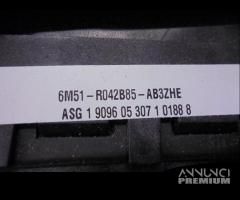 6M51-R042B85-AB3ZHE
ASG 1 9096 05 307 1 0188 8
ANNUNCI
PREMIUM